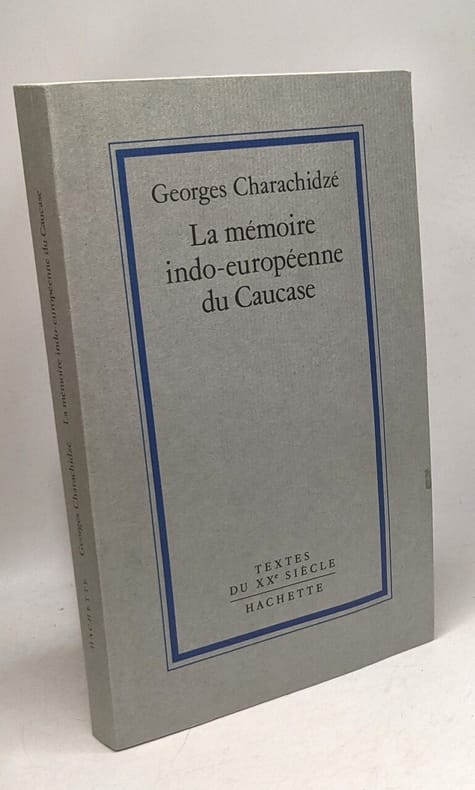 Georges Charachidzé
La mémoire
indo-européenne
du Caucase
TEXTES
DU XXe SIÈCLE
HACHETTE
HACHETTE Georges Charachidzé La mémoire indo-européenne du Caucase